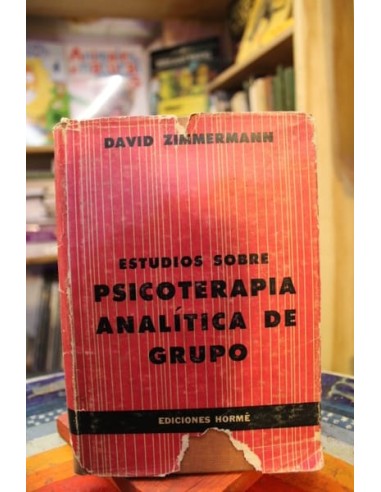 DAVID ZIMMERMANN
ESTUDIOS SOBRE
PSICOTERAPIA
ANALÍTICA DE
GRUPO
EDICIONES HORMÉ